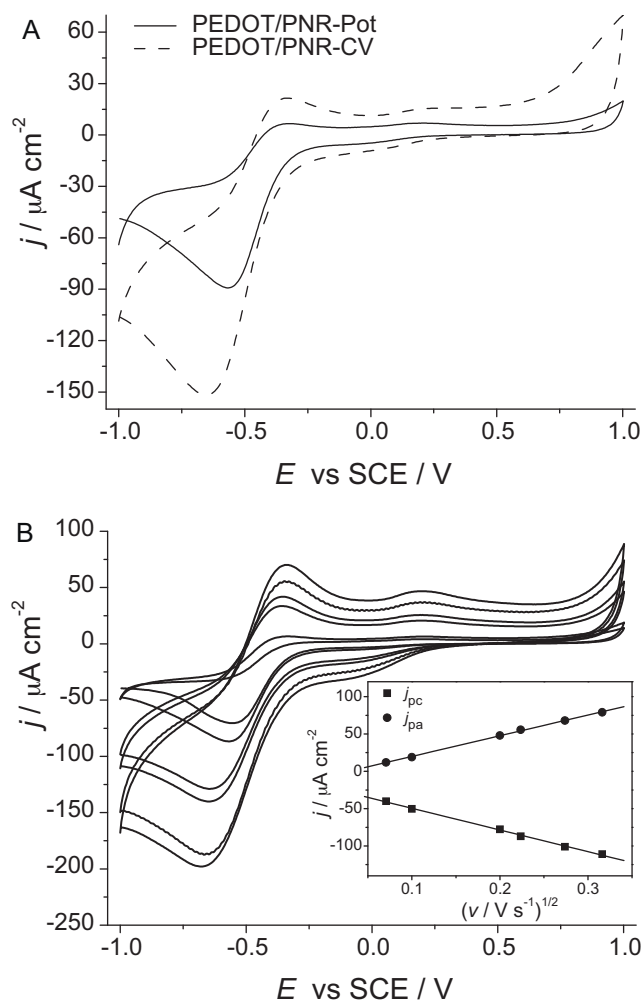 A
PEDOT/PNR-Pot
PEDOT/PNR-CV
60
30
0
-30
-60
-90
-120
-150
j / µA cm-2
-1.0 -0.5 0.0 0.5 1.0
E vs SCE / V
B
100
50
0
-50
-100
-150
-200
-250
j / µA cm-2
jpc
jpa
100
50
0
-50
-100
j / µA cm-2
0.1 0.2 0.3
(v / V s-1)1/2
-1.0 -0.5 0.0 0.5 1.0
E vs SCE / V